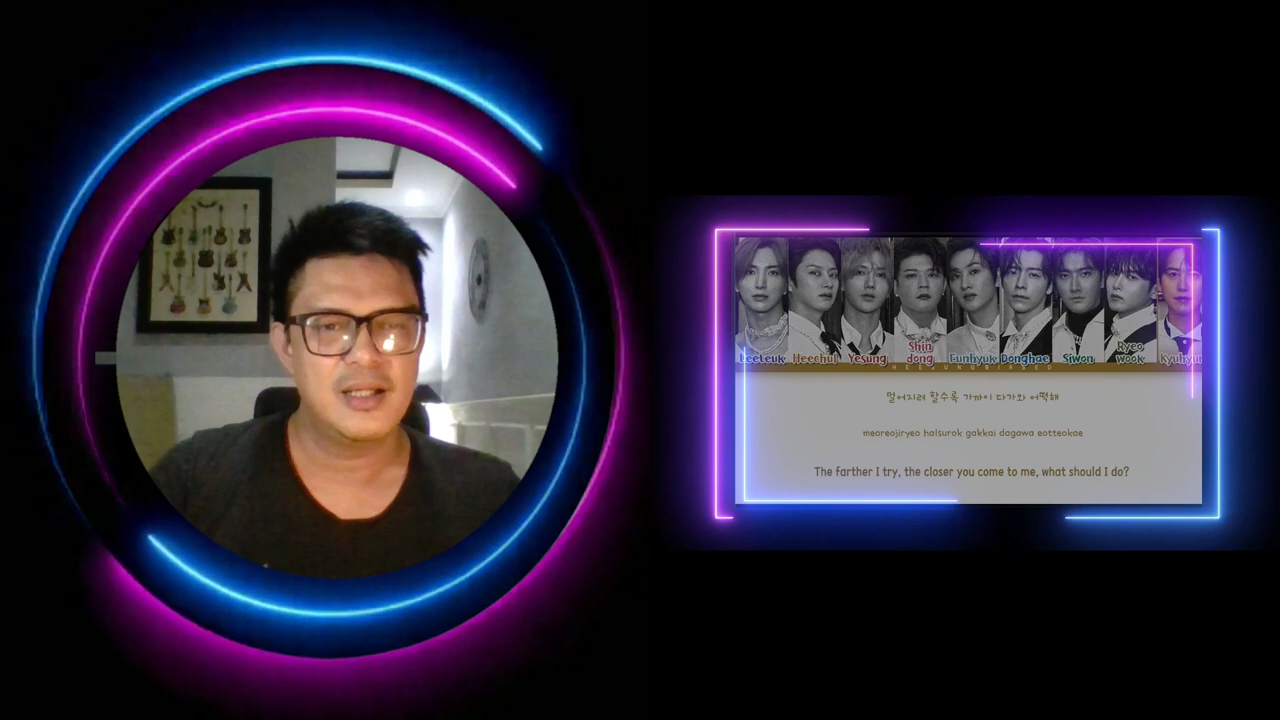 Leeteuk Heechul Yesung Shin dong Eunhyuk Donghae Siwon Ryeo wook Kyuhyun
HEECHULBIASED
멀어지려 할수록 가까이 다가와 어떡해
meoreojiryeo halsurok gakkai dagawa eotteokae
The farther I try, the closer you come to me, what should I do?